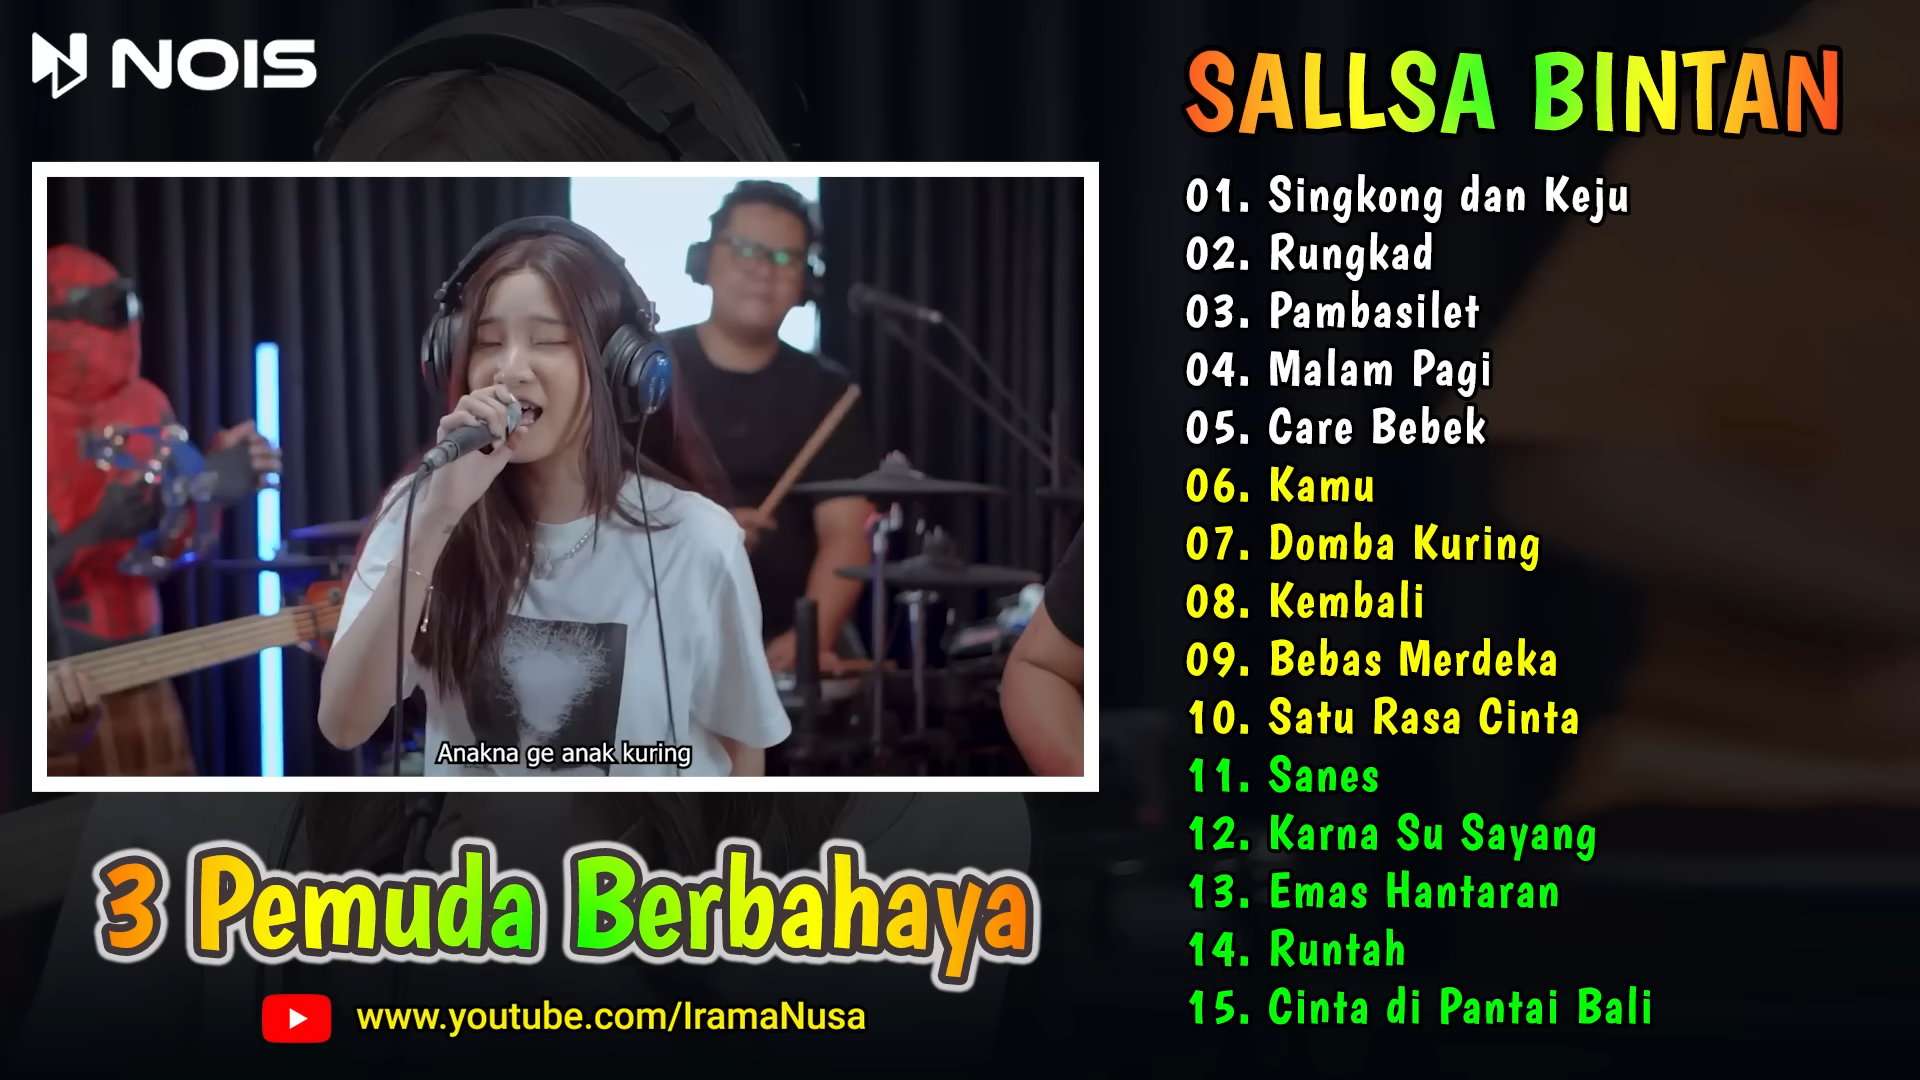 NOIS
SALLSA BINTAN
01. Singkong dan Keju
02. Rungkad
03. Pambasilet
04. Malam Pagi
05. Care Bebek
06. Kamu
07. Domba Kuring
08. Kembali
09. Bebas Merdeka
10. Satu Rasa Cinta
11. Sanes
12. Karna Su Sayang
13. Emas Hantaran
14. Runtah
15. Cinta di Pantai Bali
Anakna ge anak kuring
3 Pemuda Berbahaya
www.youtube.com/IramaNusa